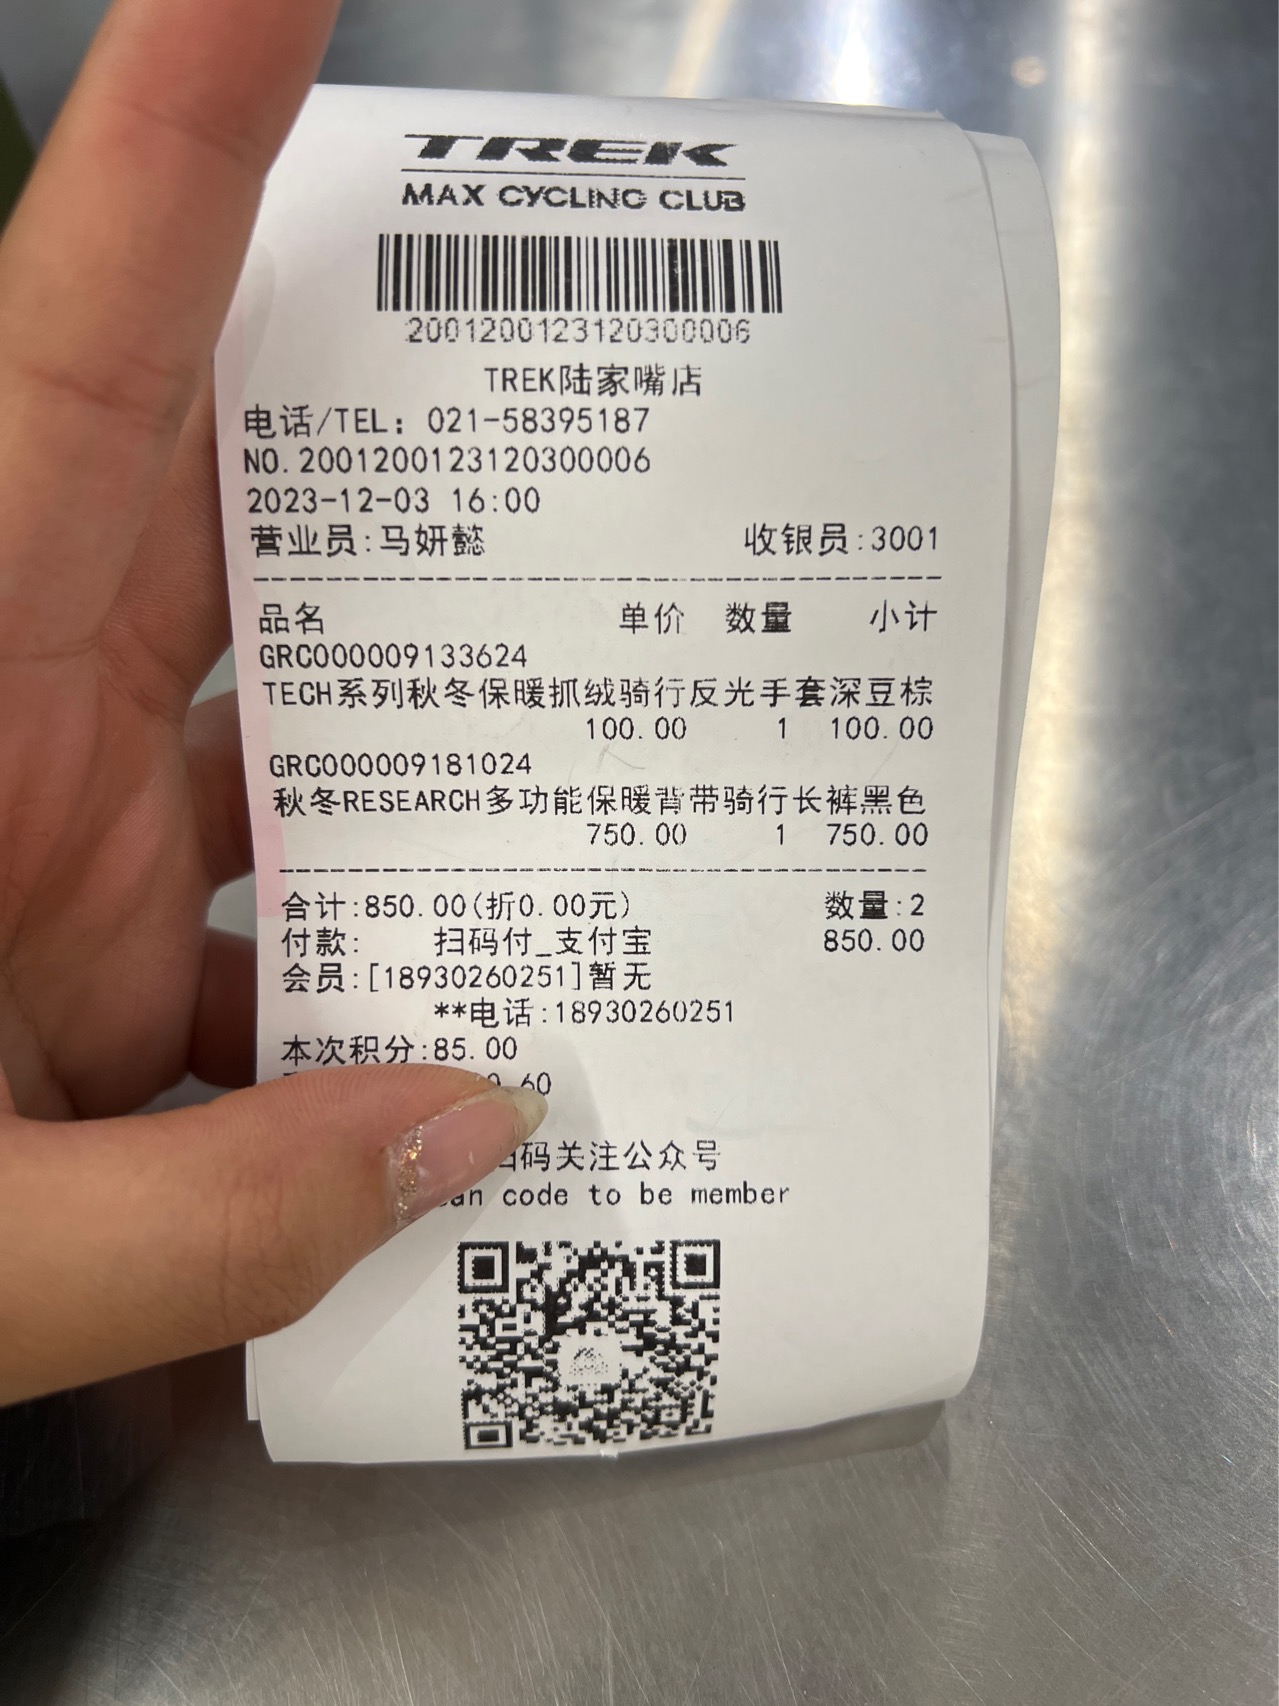 TREK
MAX CYCLING CLUB
2001200123120300006
TREK陆家嘴店
电话/TEL: 021-58395187
NO.2001200123120300006
2023-12-03 16:00
营业员:马妍懿 收银员:3001
品名 单价 数量 小计
GRC000009133624
TECH系列秋冬保暖抓绒骑行反光手套深豆棕
100.00 1 100.00
GRC000009181024
秋冬RESEARCH多功能保暖背带骑行长裤黑色
750.00 1 750.00
合计:850.00(折0.00元) 数量:2
付款: 扫码付_支付宝 850.00
会员:[18930260251]暂无
**电话:18930260251
本次积分:85.00
.60
码关注公众号
code to be member